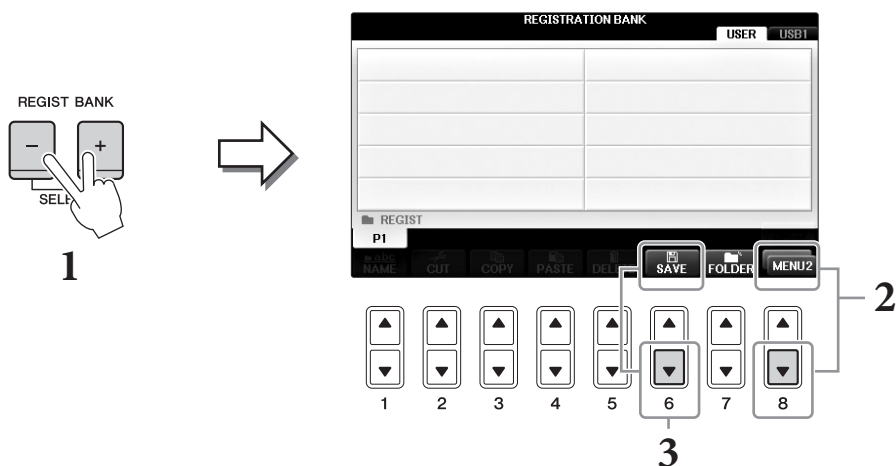 REGISTRATION BANK
USER USB1
REGIST BANK
- +
SELE
1
REGIST
P1
NAME CUT COPY PASTE SAVE FOLDER MENU2
2
1 2 3 4 5 6 7 8
3